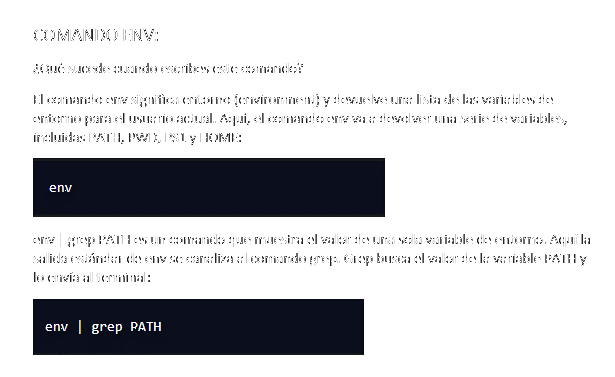 COMANDO ENV:
¿Qué sucede cuando escribes este comando?
El comando env significa entorno (environment) y devuelve una lista de las variables de
entorno para el usuario actual. Aquí, el comando env va a devolver una serie de variables,
incluidas PATH, PWD, PS1 y HOME:
env
env | grep PATH es un comando que muestra el valor de una sola variable de entorno. Aquí la
salida estándar de env se canaliza al comando grep. Grep busca el valor de la variable PATH y
lo envía al terminal:
env | grep PATH